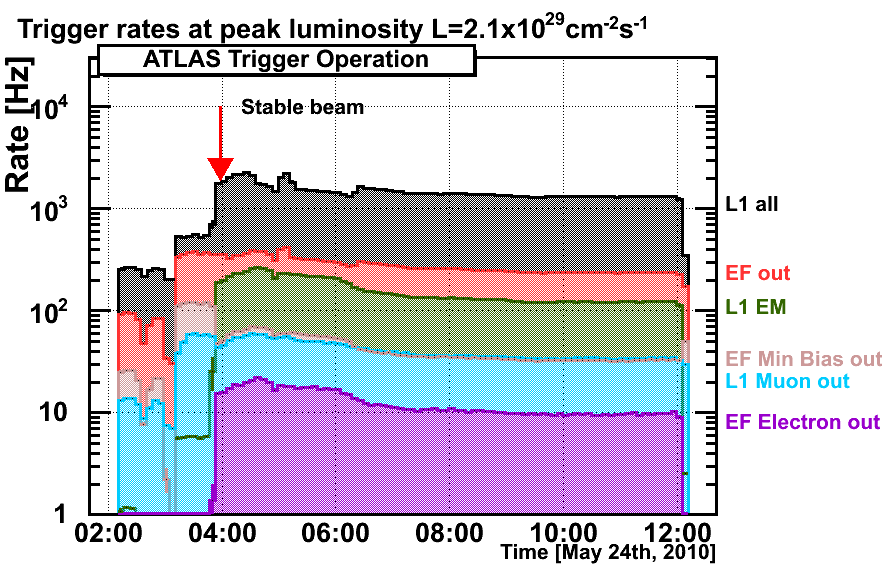 Trigger rates at peak luminosity L=2.1x10²⁹cm⁻²s⁻¹
ATLAS Trigger Operation
Rate [Hz]
Stable beam
10⁴
10³
10²
10
1
L1 all
EF out
L1 EM
EF Min Bias out
L1 Muon out
EF Electron out
02:00 04:00 06:00 08:00 10:00 12:00
Time [May 24th, 2010]